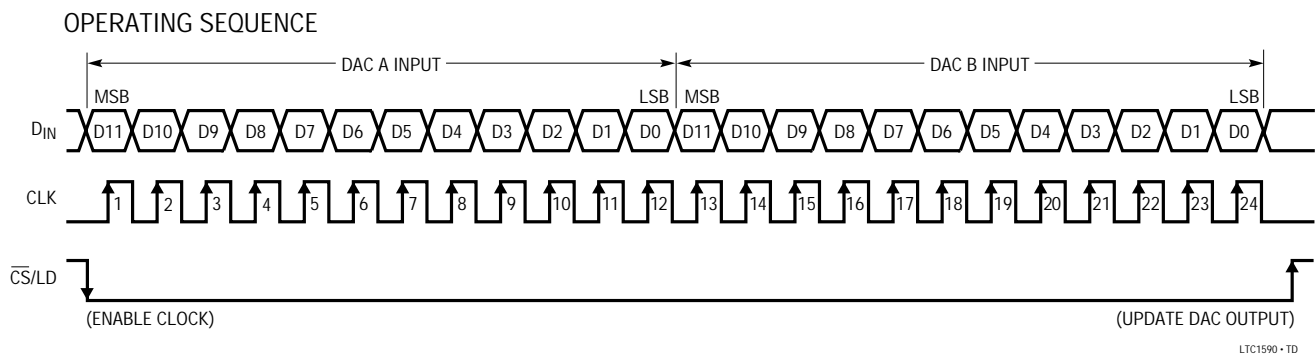 OPERATING SEQUENCE
DAC A INPUT DAC B INPUT
MSB LSB MSB LSB
DIN D11 D10 D9 D8 D7 D6 D5 D4 D3 D2 D1 D0 D11 D10 D9 D8 D7 D6 D5 D4 D3 D2 D1 D0
CLK 1 2 3 4 5 6 7 8 9 10 11 12 13 14 15 16 17 18 19 20 21 22 23 24
C̅S̅/LD
(ENABLE CLOCK) (UPDATE DAC OUTPUT)
LTC1590 • TD